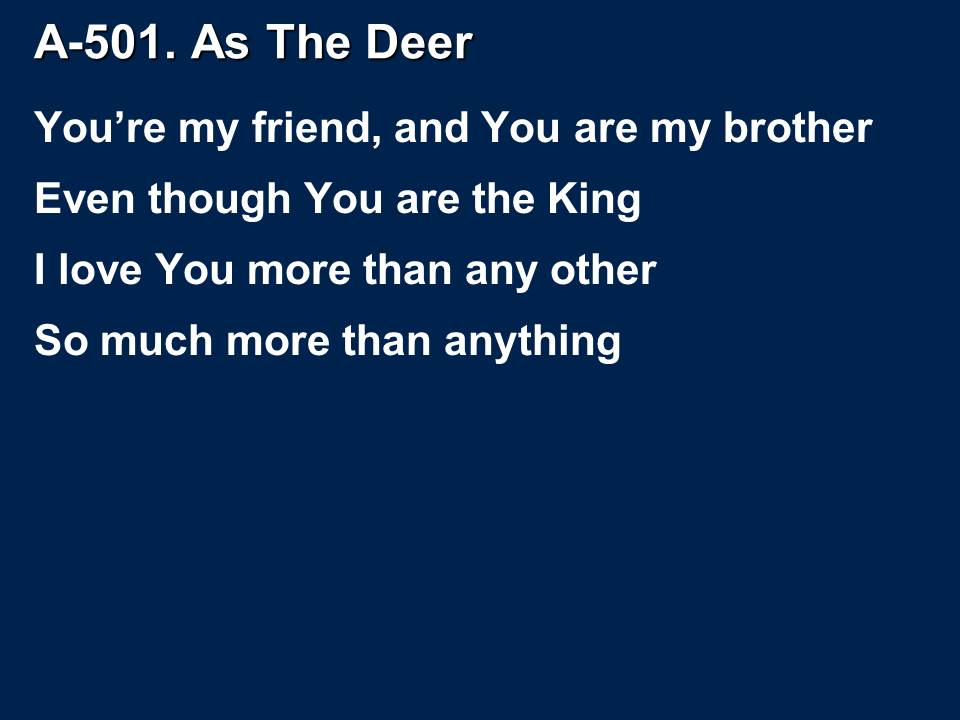 A-501. As The Deer
You’re my friend, and You are my brother
Even though You are the King
I love You more than any other
So much more than anything